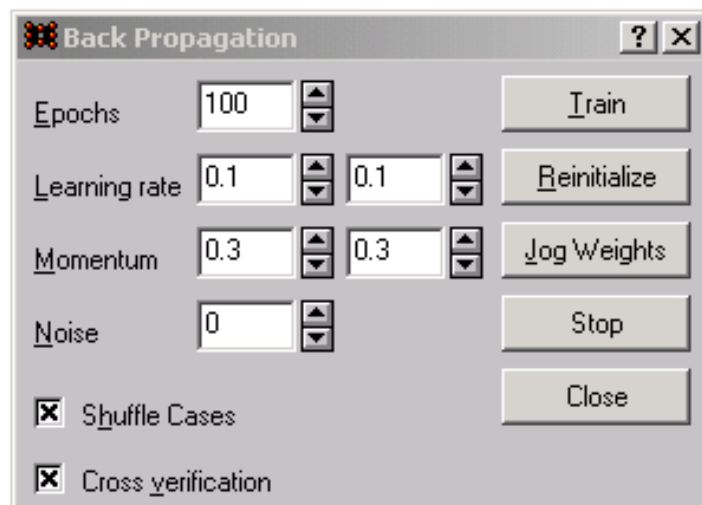 Back Propagation ? X
Epochs 100 Train
Learning rate 0.1 0.1 Reinitialize
Momentum 0.3 0.3 Jog Weights
Noise 0 Stop
Close
Shuffle Cases
Cross verification